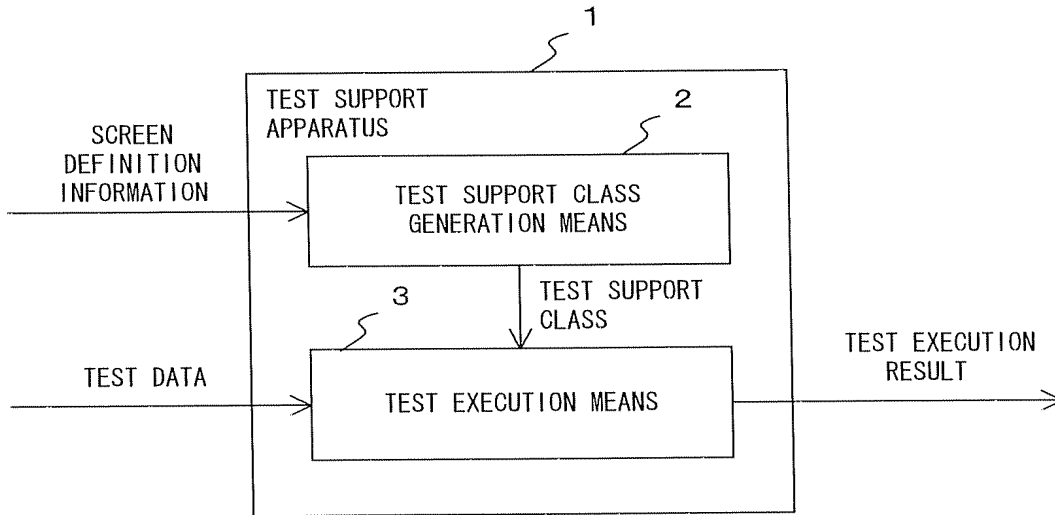 1
TEST SUPPORT
APPARATUS
2
SCREEN
DEFINITION
INFORMATION
TEST SUPPORT CLASS
GENERATION MEANS
3
TEST SUPPORT
CLASS
TEST DATA
TEST EXECUTION MEANS
TEST EXECUTION
RESULT